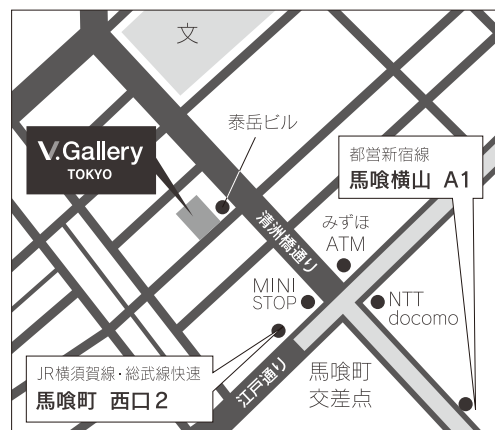 文
泰岳ビル
V.Gallery
TOKYO
都営新宿線
馬喰横山 A1
清洲橋通り
みずほ
ATM
MINI
STOP
NTT
docomo
JR横須賀線・総武線快速
馬喰町 西口2
江戸通り
馬喰町
交差点